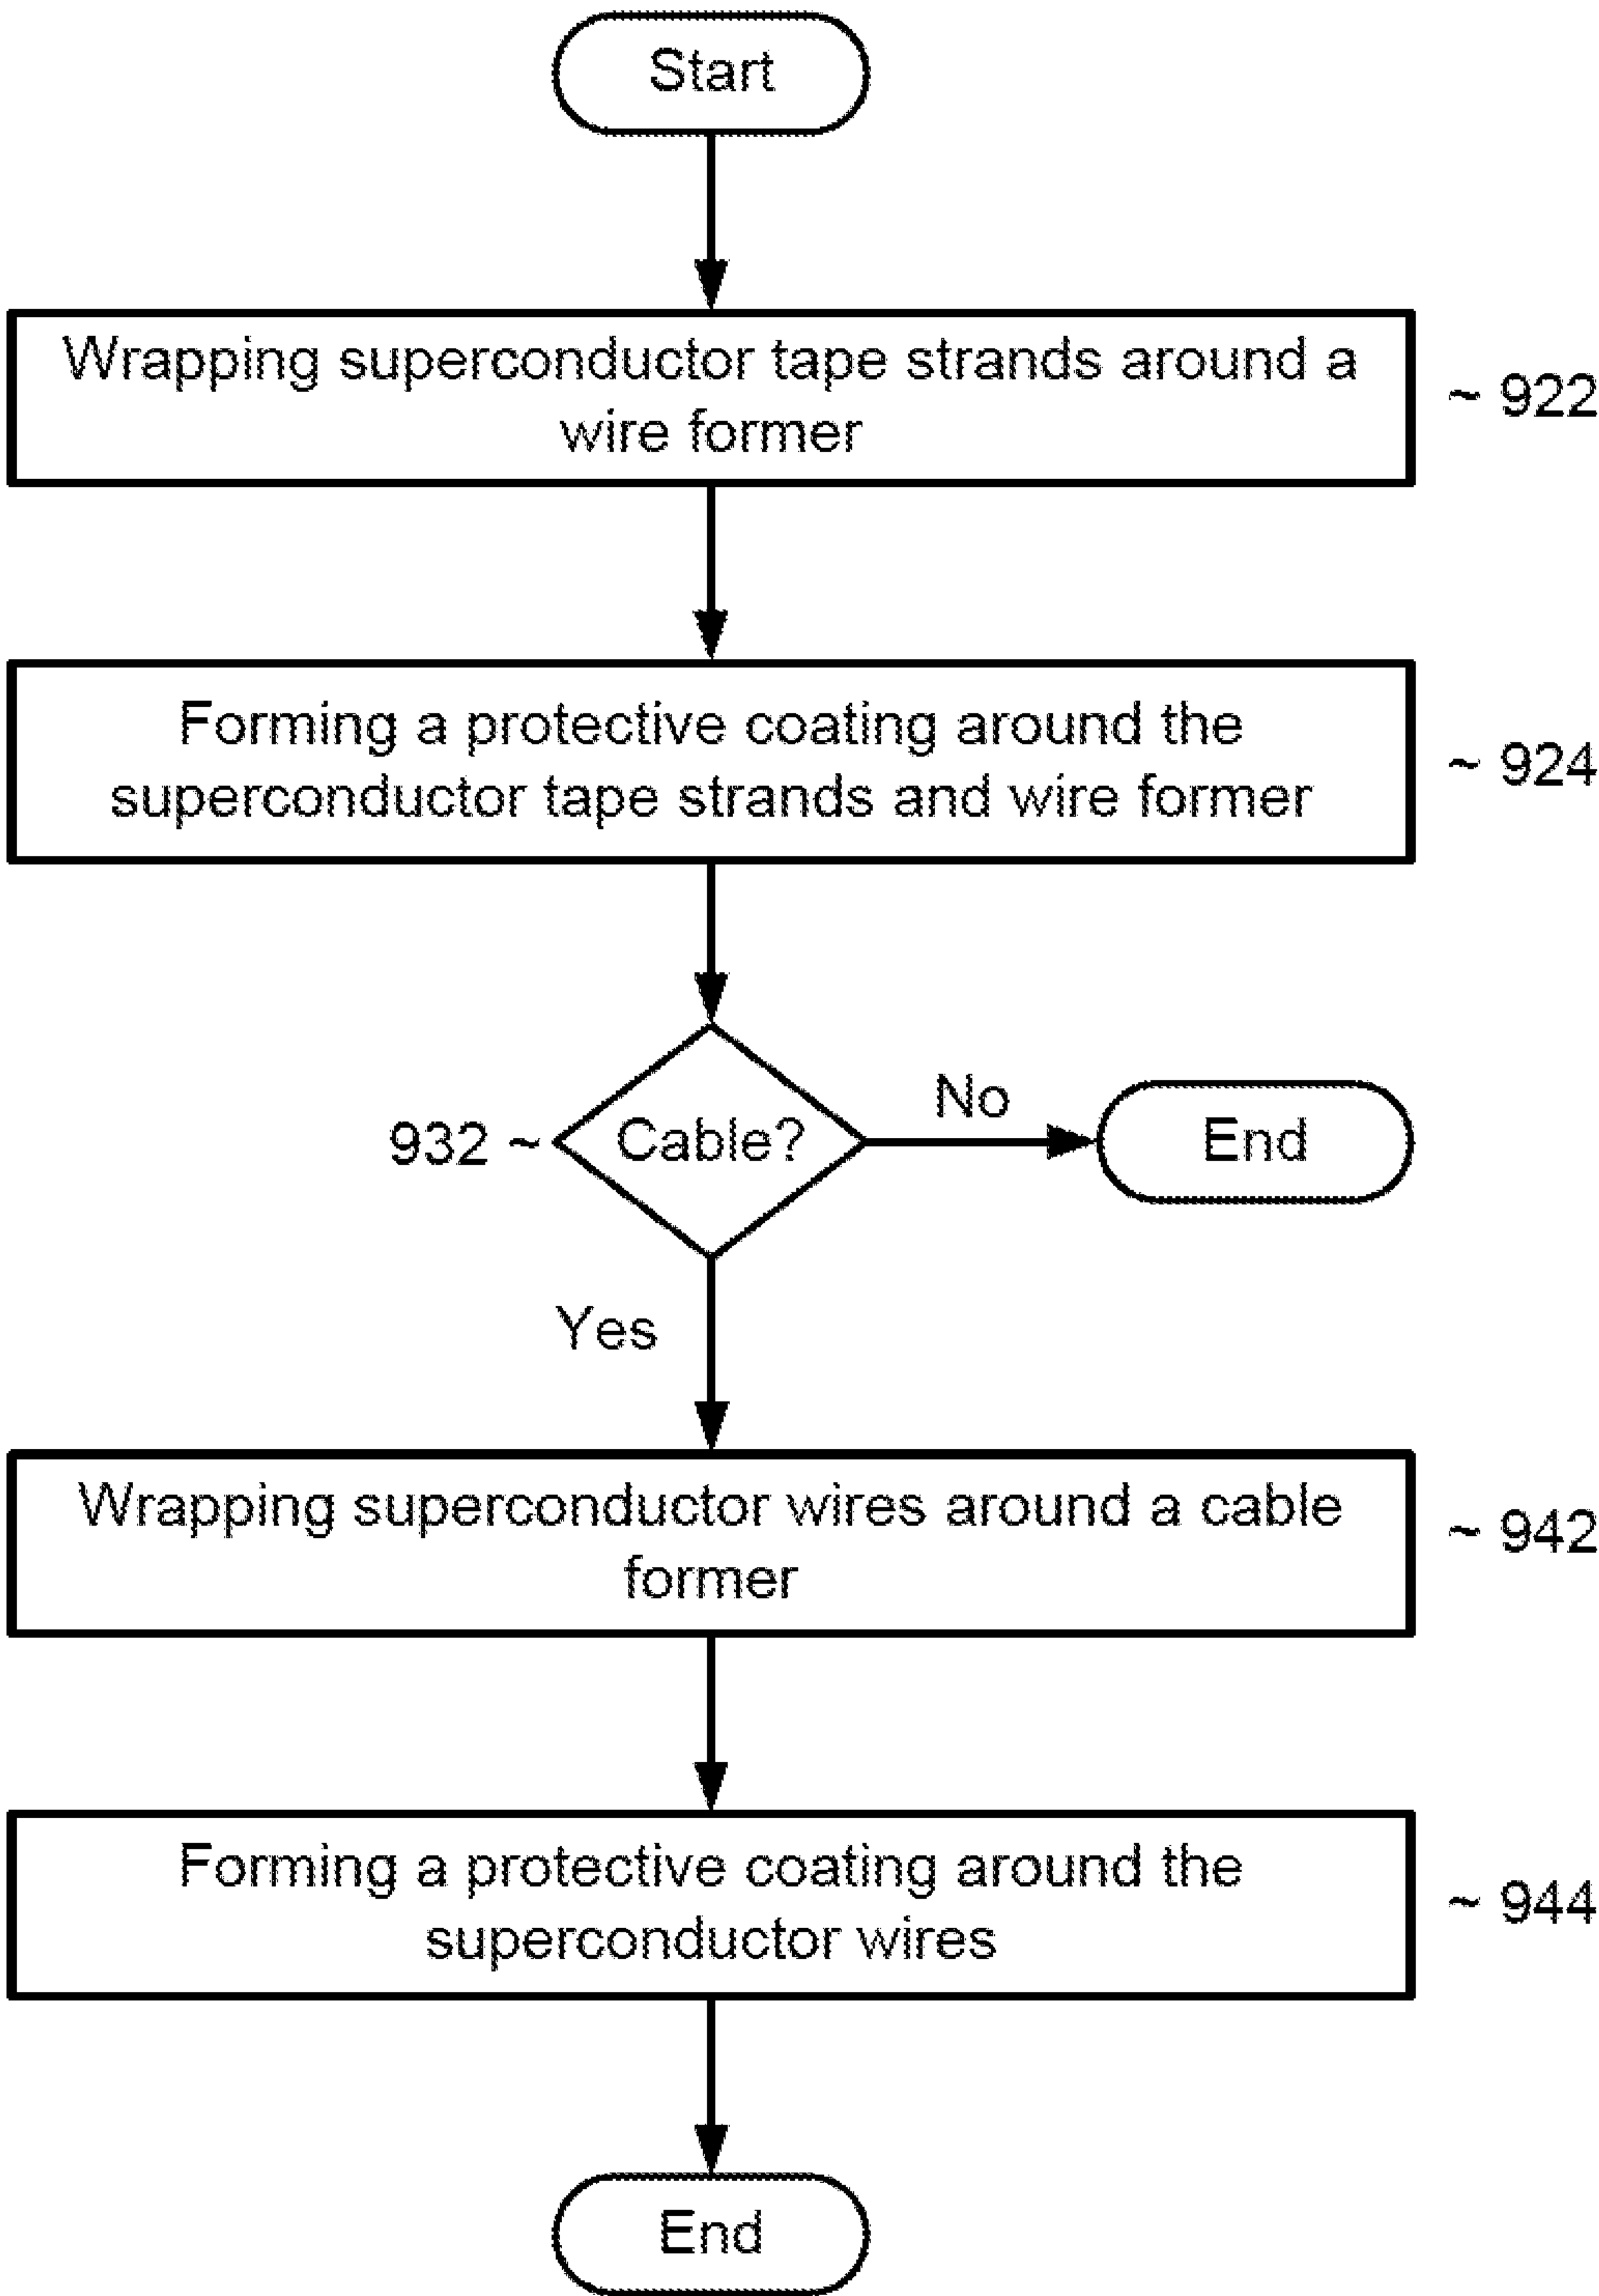 Start
Wrapping superconductor tape strands around a
wire former
~ 922
Forming a protective coating around the
superconductor tape strands and wire former
~ 924
932 ~
Cable?
No
End
Yes
Wrapping superconductor wires around a cable
former
~ 942
Forming a protective coating around the
superconductor wires
~ 944
End